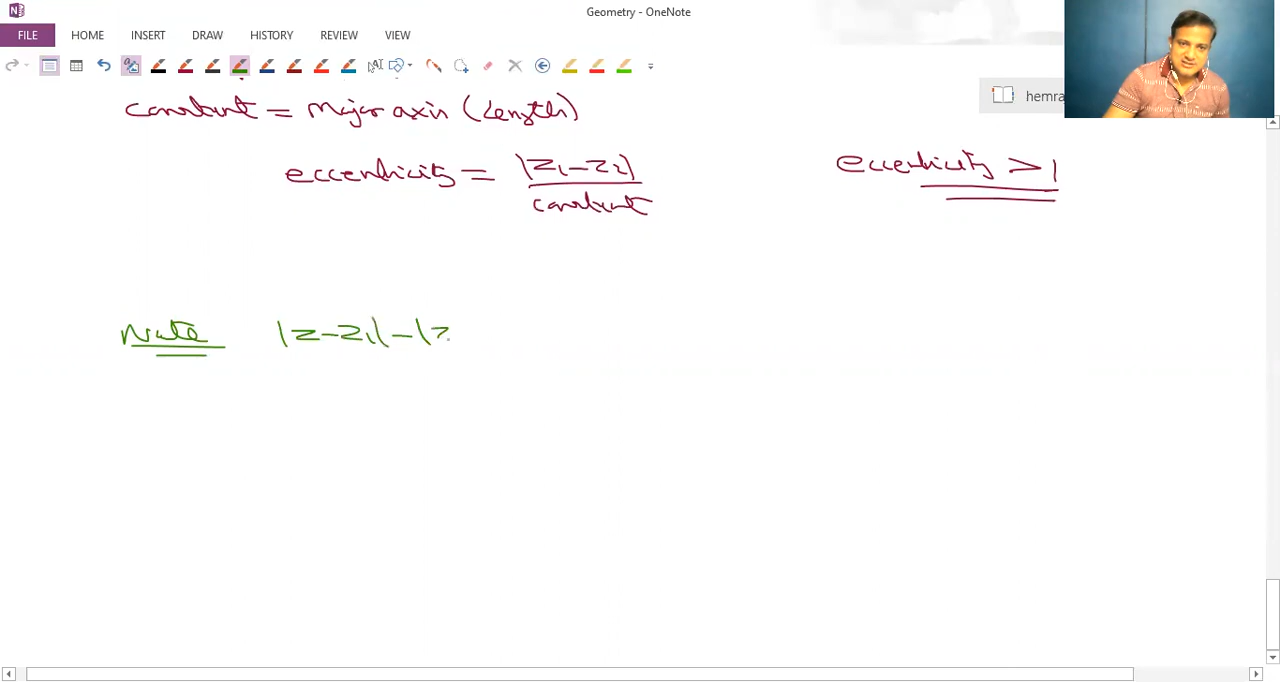 Geometry - OneNote
FILE HOME INSERT DRAW HISTORY REVIEW VIEW
hemra
constant = Major axis (Length)
eccentricity = |z1-z2| / constant
eccentricity > 1
Note |z-z1|-|z